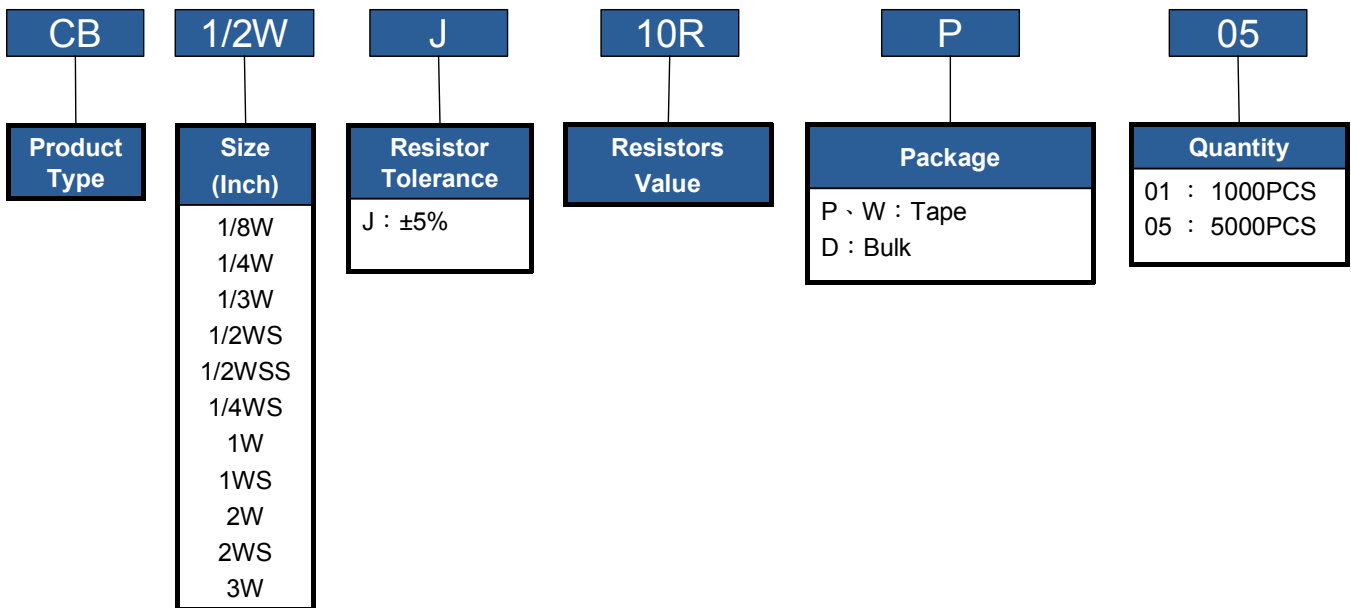 CB 1/2W J 10R P 05
Product
Type
Size
(Inch)
1/8W
1/4W
1/3W
1/2WS
1/2WSS
1/4WS
1W
1WS
2W
2WS
3W
Resistor
Tolerance
J：±5%
Resistors
Value
Package
P、W：Tape
D：Bulk
Quantity
01 ： 1000PCS
05 ： 5000PCS